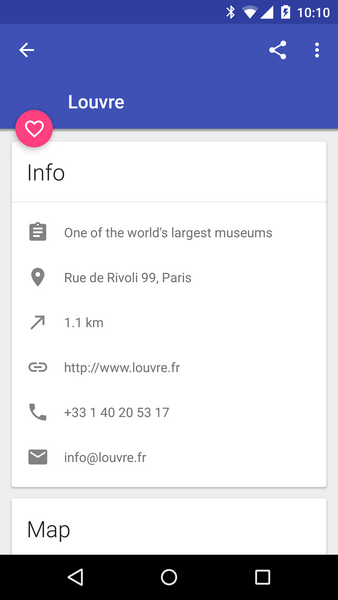 10:10
Louvre
Info
One of the world's largest museums
Rue de Rivoli 99, Paris
1.1 km
http://www.louvre.fr
+33 1 40 20 53 17
info@louvre.fr
Map